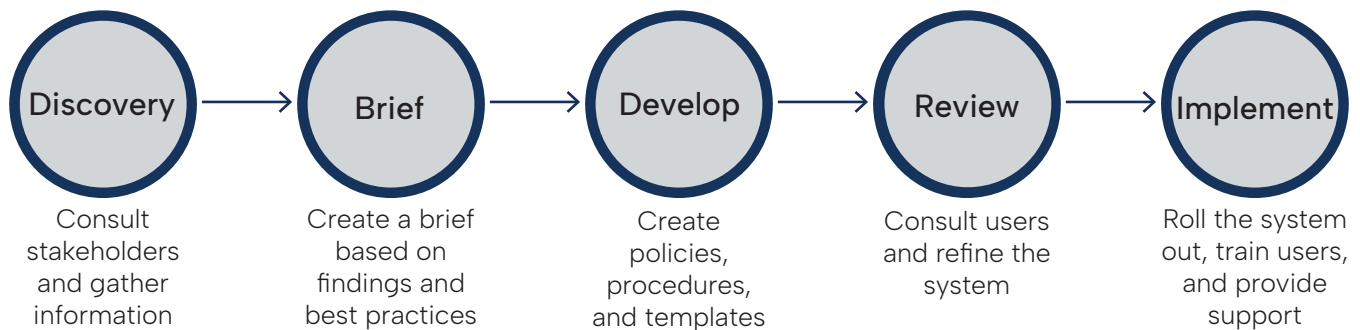 Discovery
Consult
stakeholders
and gather
information
Brief
Create a brief
based on
findings and
best practices
Develop
Create
policies,
procedures,
and templates
Review
Consult users
and refine the
system
Implement
Roll the system
out, train users,
and provide
support